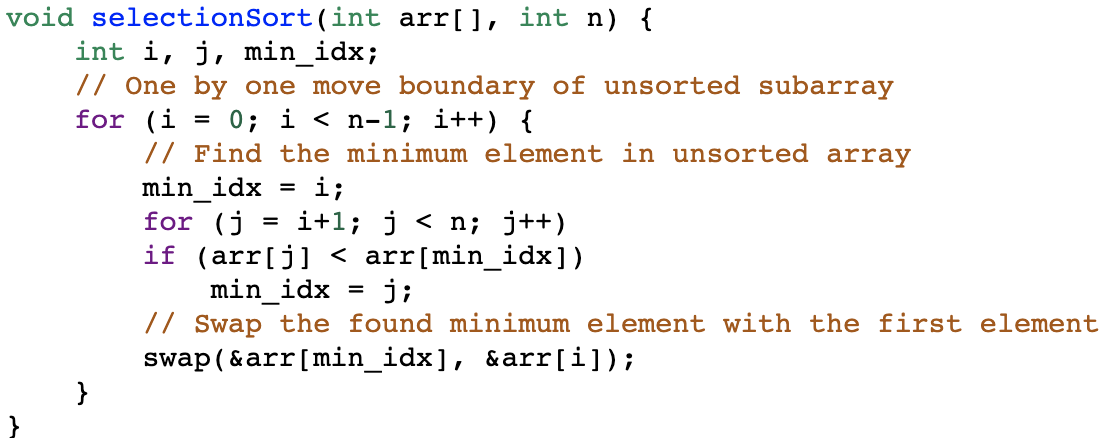 void selectionSort(int arr[], int n) {
    int i, j, min_idx;
    // One by one move boundary of unsorted subarray
    for (i = 0; i < n-1; i++) {
        // Find the minimum element in unsorted array
        min_idx = i;
        for (j = i+1; j < n; j++)
        if (arr[j] < arr[min_idx])
            min_idx = j;
        // Swap the found minimum element with the first element
        swap(&arr[min_idx], &arr[i]);
    }
}